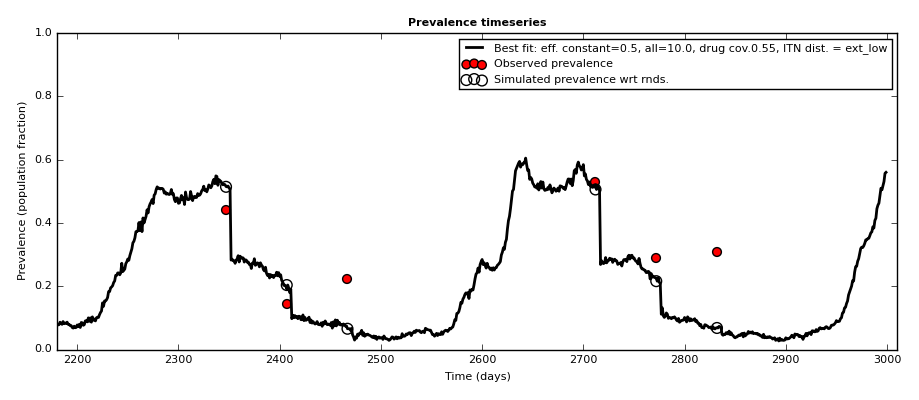 Prevalence timeseries
Best fit: eff. constant=0.5, all=10.0, drug cov.0.55, ITN dist. = ext_low
Observed prevalence
Simulated prevalence wrt rnds.
Prevalence (population fraction)
1.0
0.8
0.6
0.4
0.2
0.0
2200 2300 2400 2500 2600 2700 2800 2900 3000
Time (days)